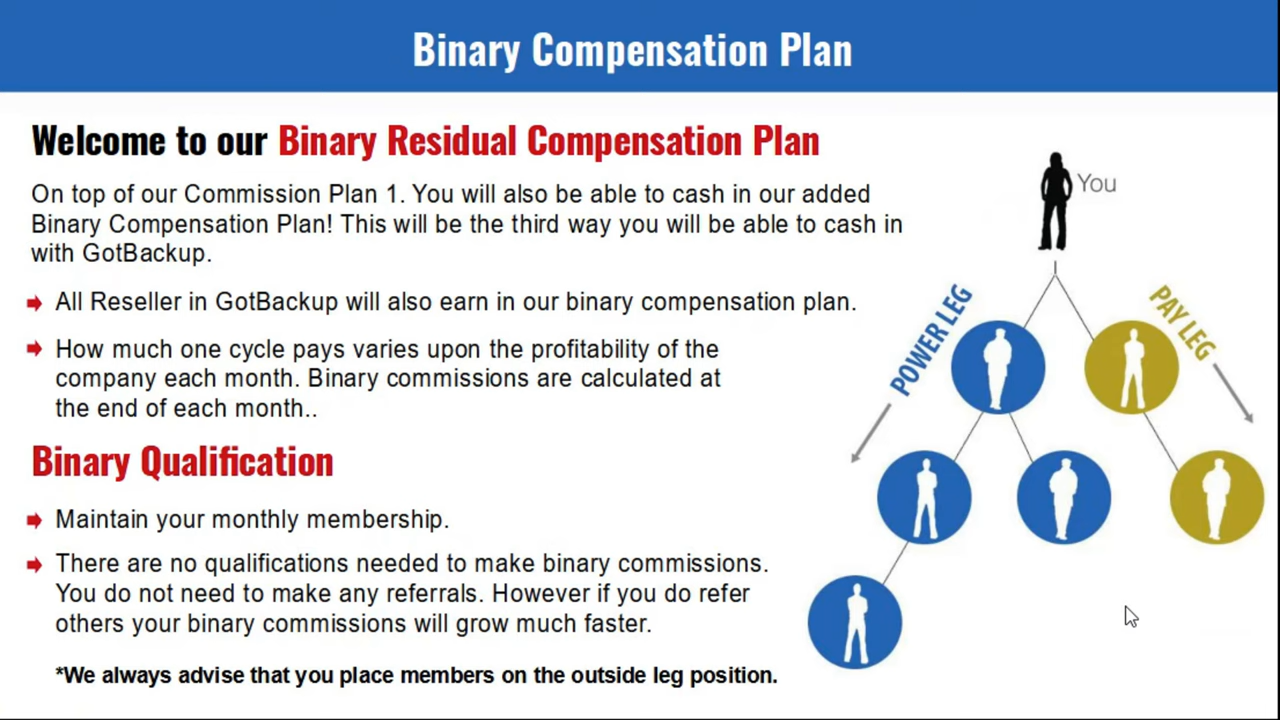 Binary Compensation Plan
Welcome to our Binary Residual Compensation Plan
On top of our Commission Plan 1. You will also be able to cash in our added
Binary Compensation Plan! This will be the third way you will be able to cash in
with GotBackup.
All Reseller in GotBackup will also earn in our binary compensation plan.
How much one cycle pays varies upon the profitability of the
company each month. Binary commissions are calculated at
the end of each month..
Binary Qualification
Maintain your monthly membership.
There are no qualifications needed to make binary commissions.
You do not need to make any referrals. However if you do refer
others your binary commissions will grow much faster.
*We always advise that you place members on the outside leg position.
You
POWER LEG
PAY LEG